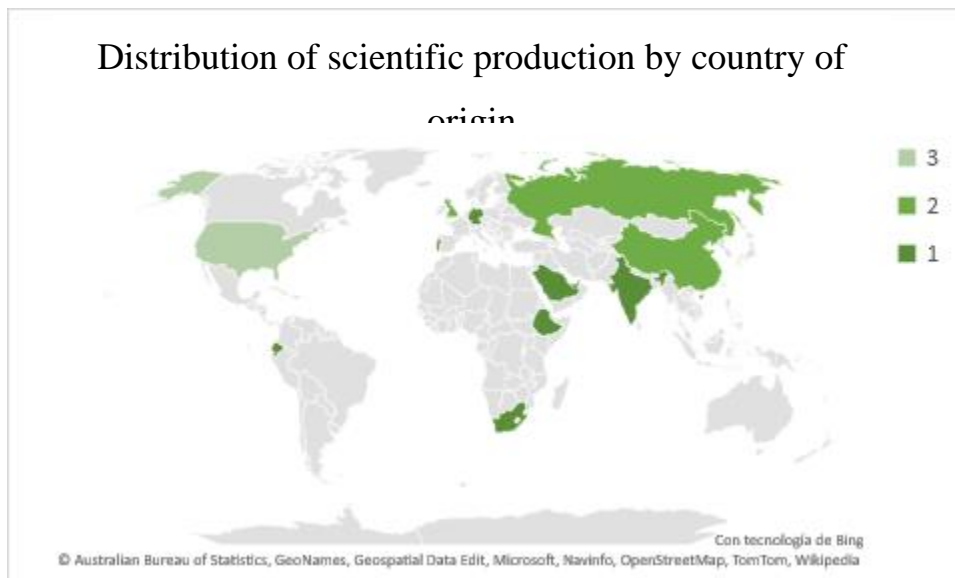 Distribution of scientific production by country of
origin
3
2
1
Con tecnología de Bing
© Australian Bureau of Statistics, GeoNames, Geospatial Data Edit, Microsoft, Navinfo, OpenStreetMap, TomTom, Wikipedia